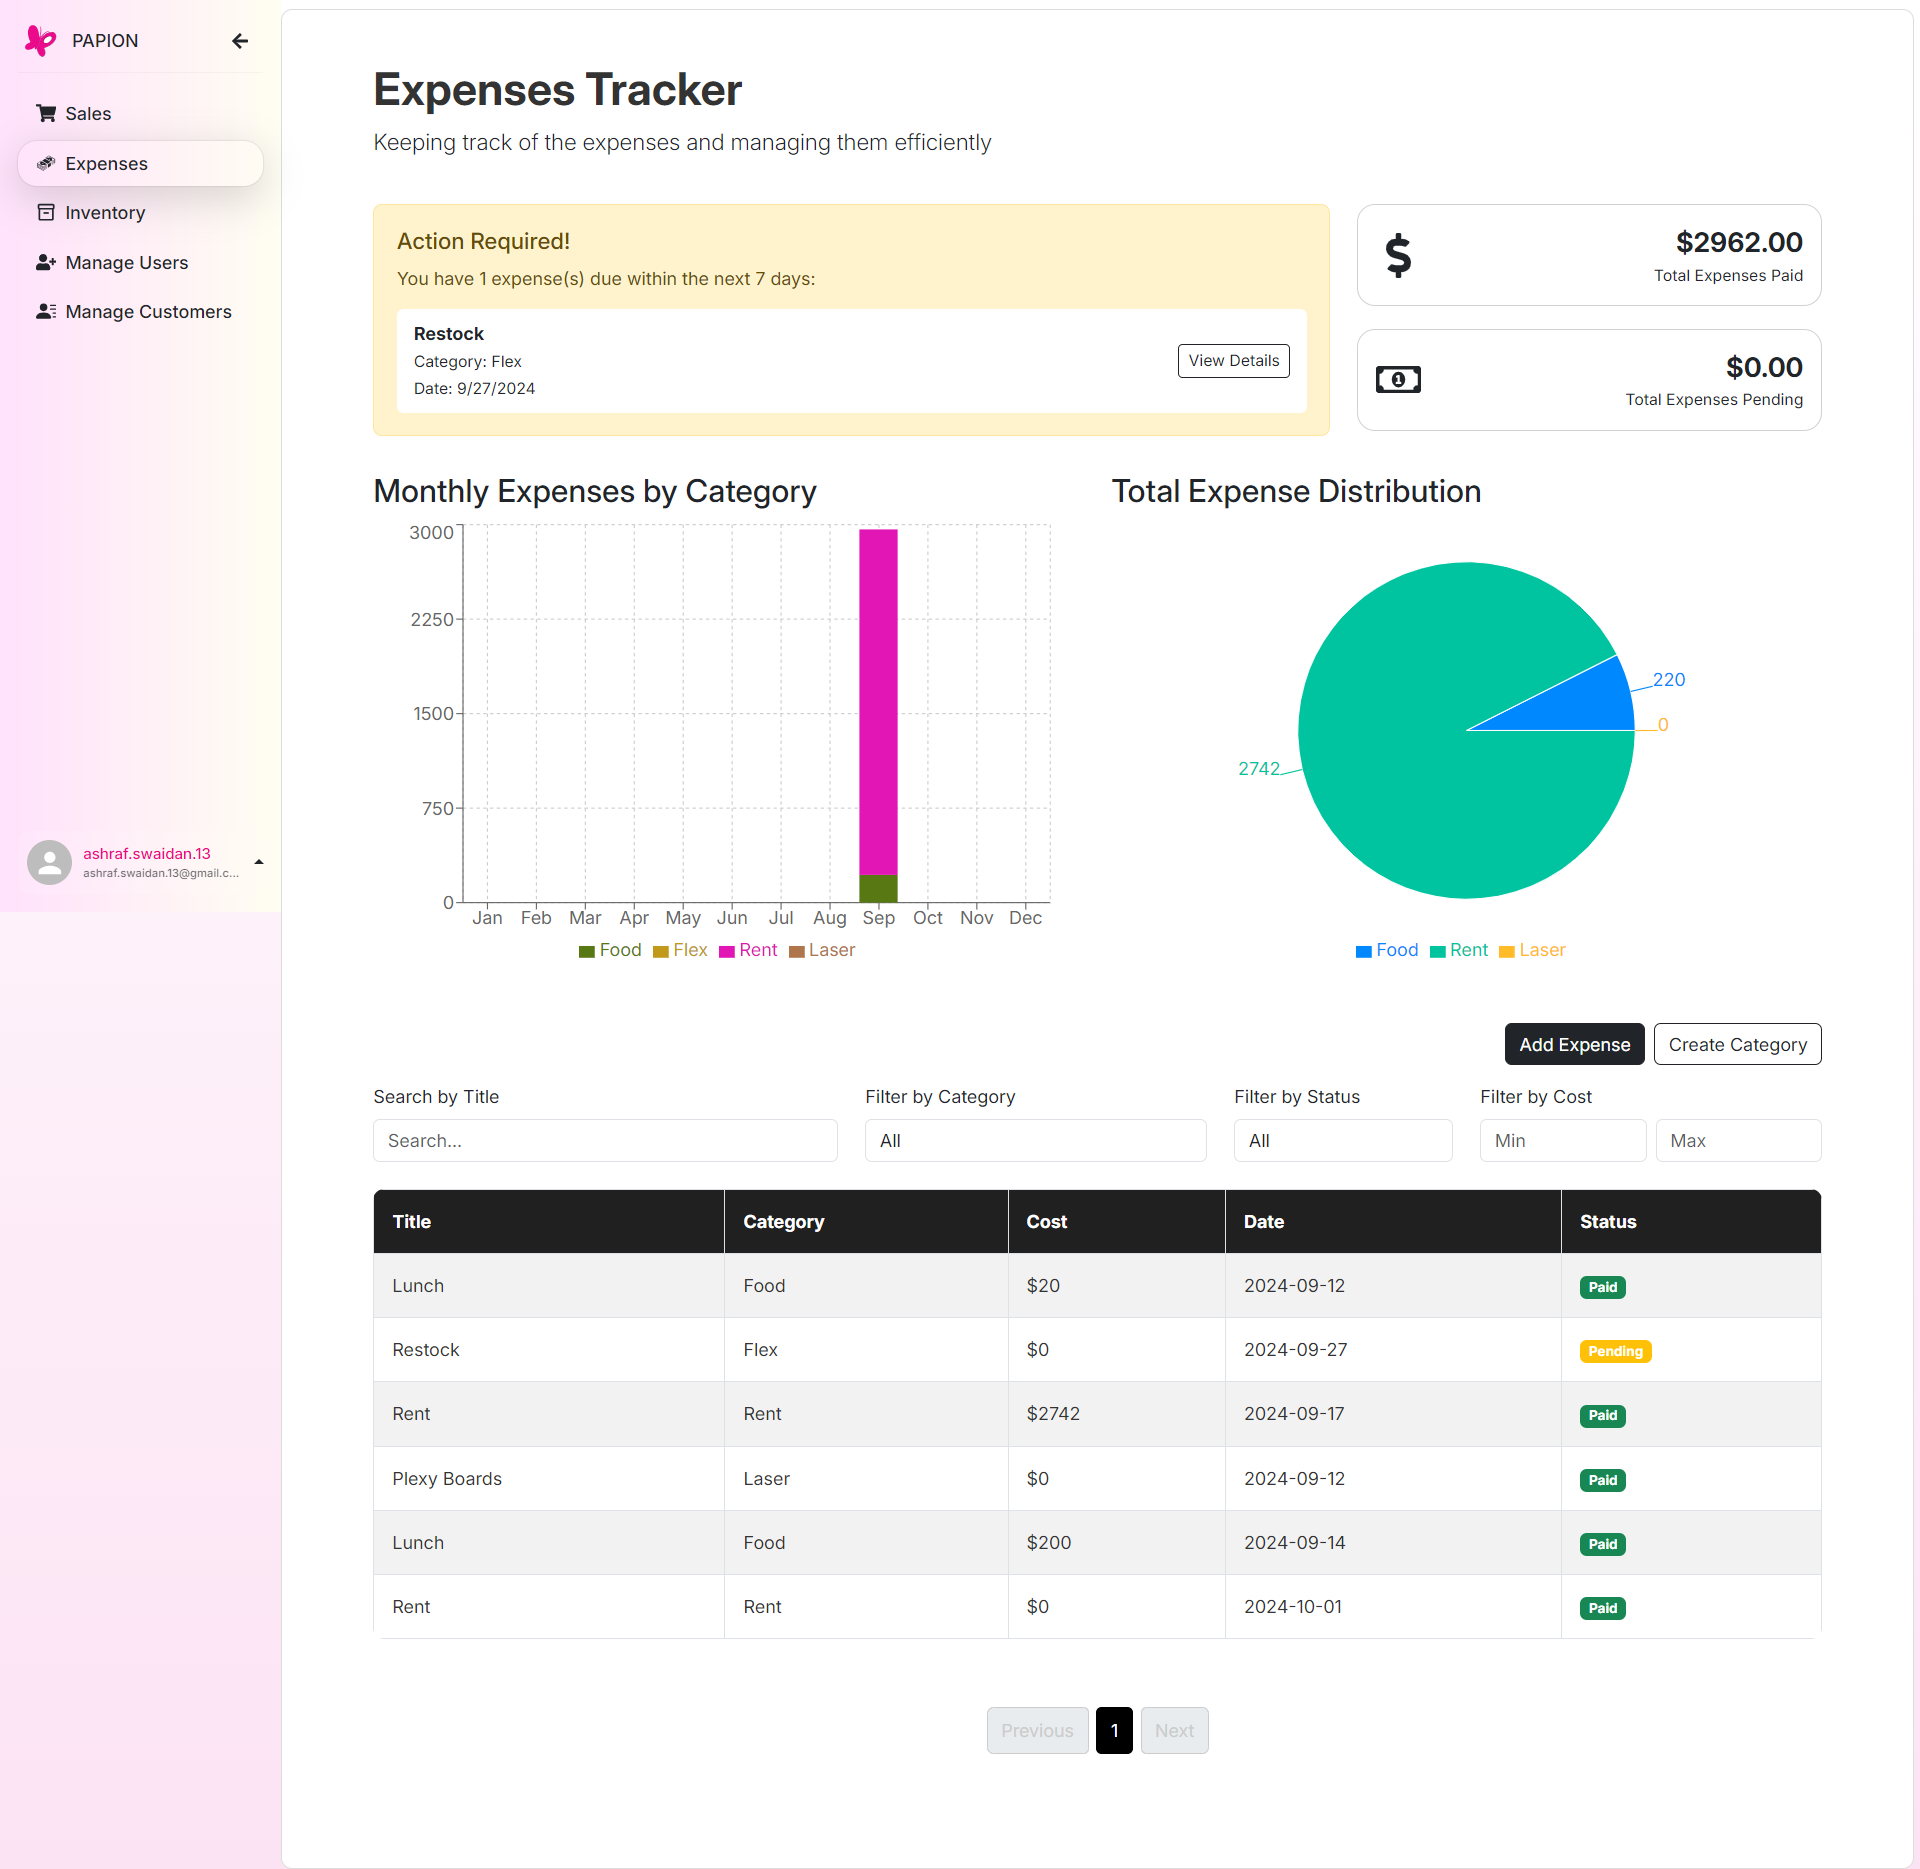 PAPION
Sales
Expenses
Inventory
Manage Users
Manage Customers
ashraf.swaidan.13
ashraf.swaidan.13@gmail.c...
Expenses Tracker
Keeping track of the expenses and managing them efficiently
Action Required!
You have 1 expense(s) due within the next 7 days:
Restock
Category: Flex
Date: 9/27/2024
View Details
$2962.00
Total Expenses Paid
$0.00
Total Expenses Pending
Monthly Expenses by Category
3000
2250
1500
750
0
Jan Feb Mar Apr May Jun Jul Aug Sep Oct Nov Dec
Food Flex Rent Laser
Total Expense Distribution
220
0
2742
Food Rent Laser
Add Expense Create Category
Search by Title Filter by Category Filter by Status Filter by Cost
Search... All All Min Max
Title Category Cost Date Status
Lunch Food $20 2024-09-12 Paid
Restock Flex $0 2024-09-27 Pending
Rent Rent $2742 2024-09-17 Paid
Plexy Boards Laser $0 2024-09-12 Paid
Lunch Food $200 2024-09-14 Paid
Rent Rent $0 2024-10-01 Paid
Previous 1 Next